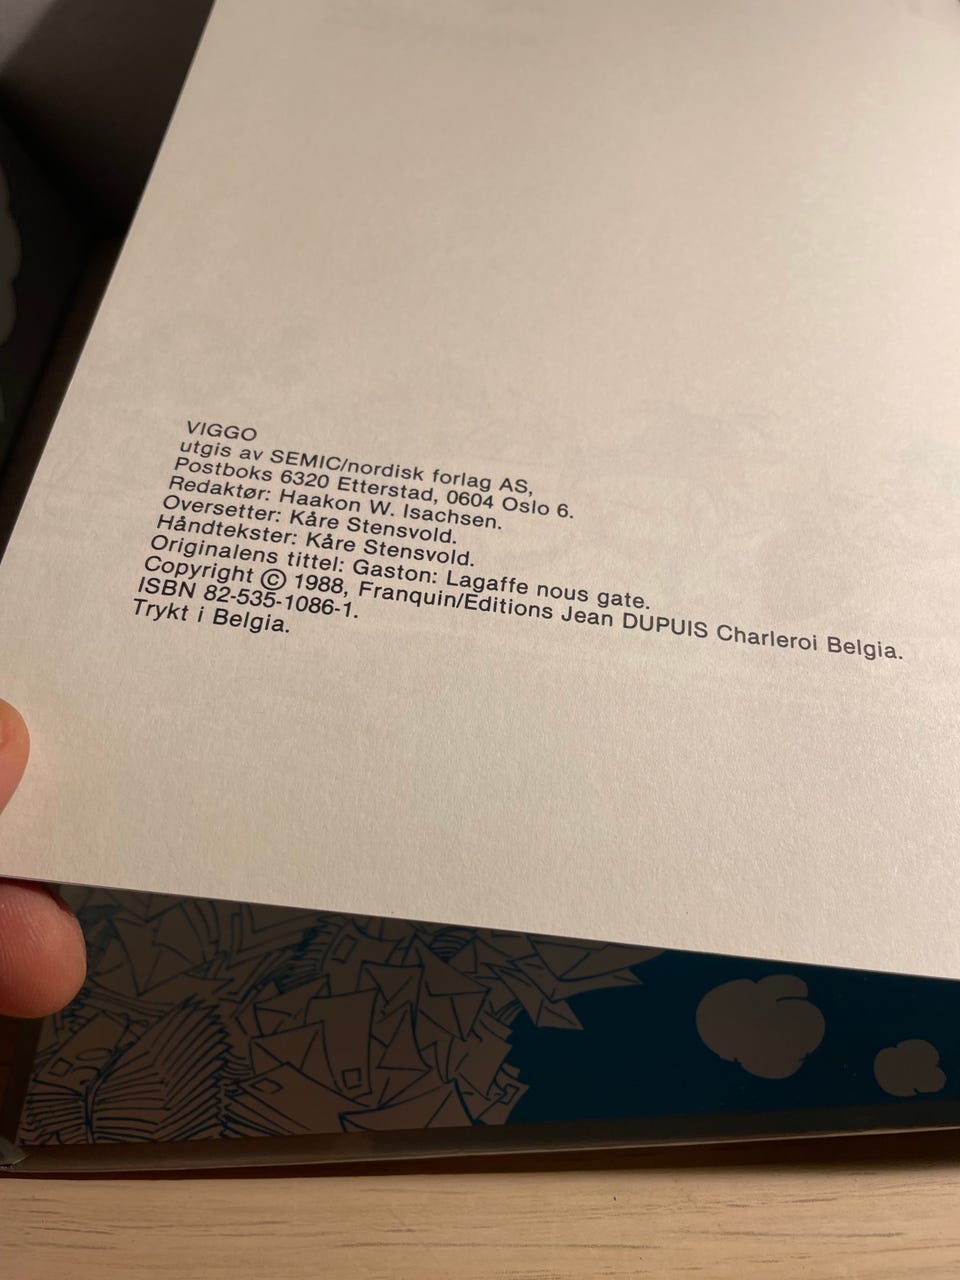 VIGGO
utgis av SEMIC/nordisk forlag AS,
Postboks 6320 Etterstad, 0604 Oslo 6.
Redaktør: Haakon W. Isachsen.
Oversetter: Kåre Stensvold.
Håndtekster: Kåre Stensvold.
Originalens tittel: Gaston: Lagaffe nous gate.
Copyright © 1988, Franquin/Editions Jean DUPUIS Charleroi Belgia.
ISBN 82-535-1086-1.
Trykt i Belgia.